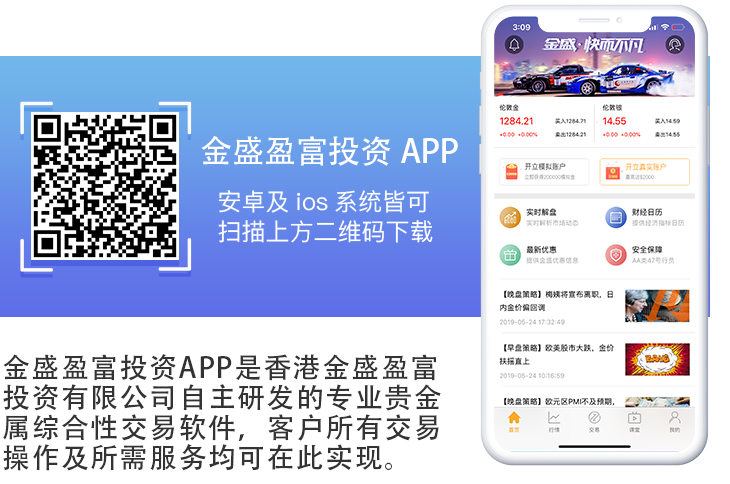 金盛盈富投资 APP
安卓及 ios 系统皆可
扫描上方二维码下载
金盛盈富投资APP是香港金盛盈富
投资有限公司自主研发的专业贵金
属综合性交易软件，客户所有交易
操作及所需服务均可在此实现。
3:09
金盛·快而不凡
伦敦金
1284.21 买入1284.71
+0.00 +0.00% 卖出1284.21
伦敦银
14.55 买入14.59
+0.00 +0.00% 卖出14.55
开立模拟账户
立即获得200000模拟金
开立真实账户
实时解盘
实时解析市场动态
财经日历
提供经济指标日历
最新优惠
提供金盛优惠信息
安全保障
AA类47号行员
【晚盘策略】梅姨将宣布离职，日
内金价偏回调
2019-05-24 17:32:49
【早盘策略】欧美股市大跌，金价
扶摇直上
2019-05-24 10:16:59
BANG
【晚盘策略】欧元区PMI不及预期，
首页 行情 交易 课堂 我的